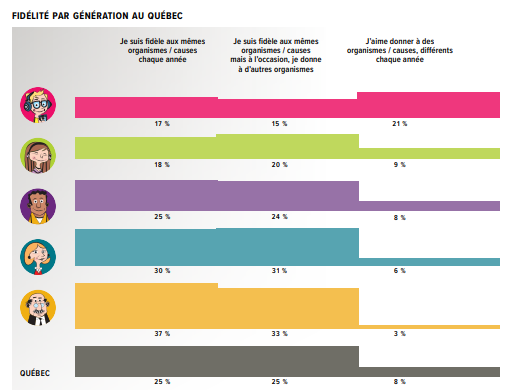 FIDÉLITÉ PAR GÉNÉRATION AU QUÉBEC
Je suis fidèle aux mêmes
organismes / causes
chaque année
Je suis fidèle aux mêmes
organismes / causes
mais à l'occasion, je donne
à d'autres organismes
J'aime donner à des
organismes / causes, différents
chaque année
17 % 15 % 21 %
18 % 20 % 9 %
25 % 24 % 8 %
30 % 31 % 6 %
37 % 33 % 3 %
QUÉBEC
25 % 25 % 8 %